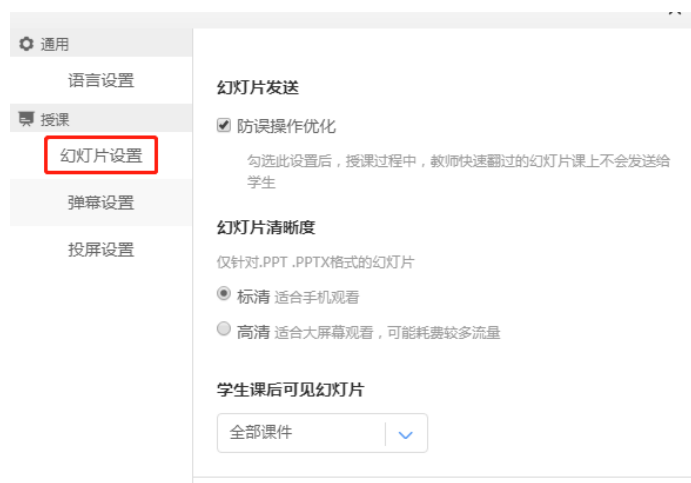 通用
语言设置
授课
幻灯片设置
弹幕设置
投屏设置
幻灯片发送
防误操作优化
勾选此设置后，授课过程中，教师快速翻过的幻灯片课上不会发送给
学生
幻灯片清晰度
仅针对.PPT .PPTX格式的幻灯片
标清 适合手机观看
高清 适合大屏幕观看，可能耗费较多流量
学生课后可见幻灯片
全部课件